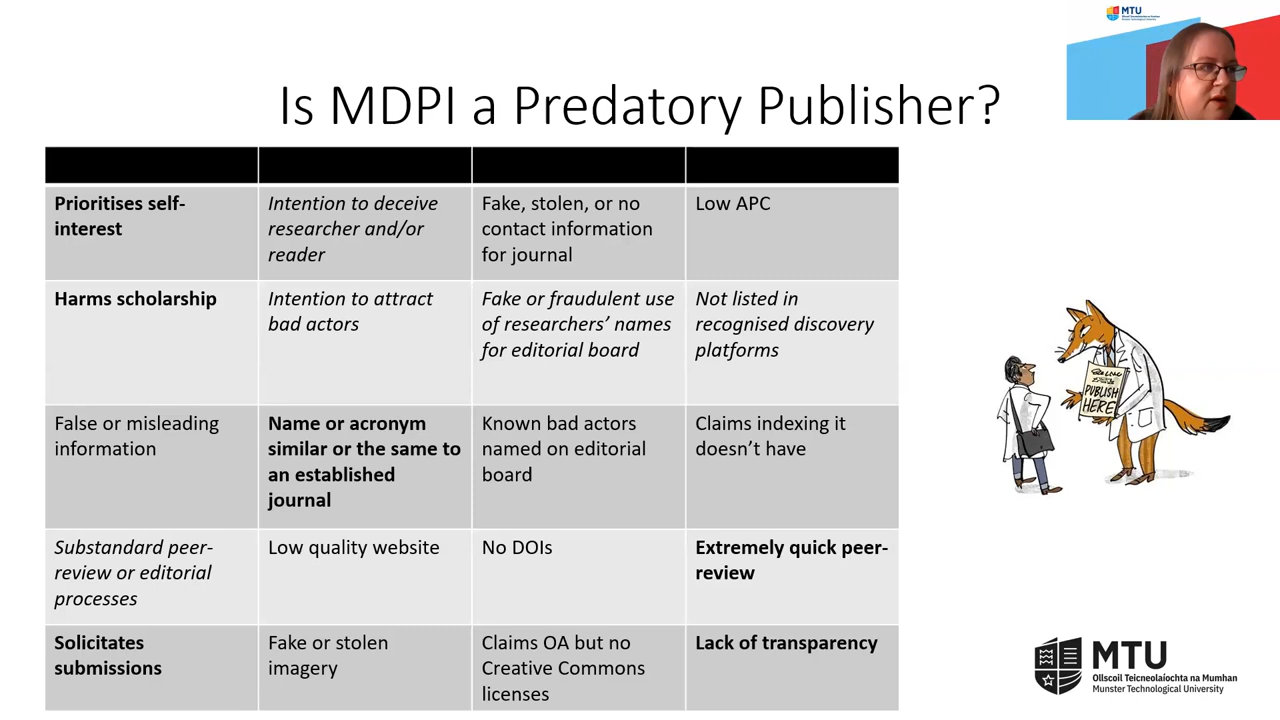 MTU
Is MDPI a Predatory Publisher?
Prioritises self-
interest
Intention to deceive
researcher and/or
reader
Fake, stolen, or no
contact information
for journal
Low APC
Harms scholarship
Intention to attract
bad actors
Fake or fraudulent use
of researchers’ names
for editorial board
Not listed in
recognised discovery
platforms
False or misleading
information
Name or acronym
similar or the same to
an established
journal
Known bad actors
named on editorial
board
Claims indexing it
doesn’t have
Substandard peer-
review or editorial
processes
Low quality website
No DOIs
Extremely quick peer-
review
Solicitates
submissions
Fake or stolen
imagery
Claims OA but no
Creative Commons
licenses
Lack of transparency
PUBLISH
HERE
MTU
Ollscoil Teicneolaíochta na Mumhan
Munster Technological University